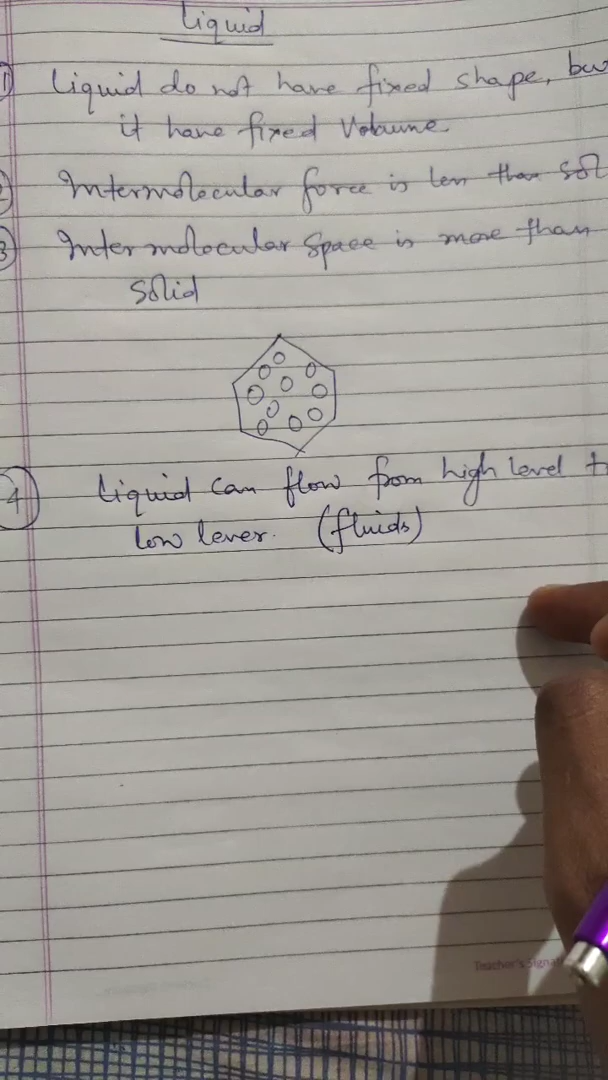 Liquid
1 Liquid do not have fixed shape, but
it have fixed Volume.
2 Intermolecular force is less than sol
3 Inter molecular space is more than
solid
4 Liquid can flow from high level t
low lever. (fluids)
Teacher's Signat